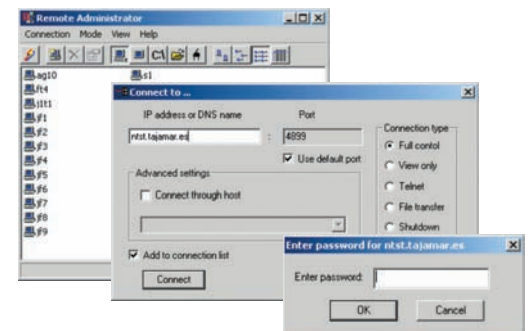 Remote Administrator
Connection Mode View Help
ag10
s1
ft4
jf1
jf2
jf3
jf4
jf5
jf6
jf7
jf8
jf9
Connect to ...
IP address or DNS name
Port
ntst.tajamar.es : 4899
Use default port
Connection type
Full contol
View only
Telnet
File transfer
Shutdown
Advanced settings
Connect through host
Add to connection list
Connect
Enter password for ntst.tajamar.es
Enter password:
OK Cancel